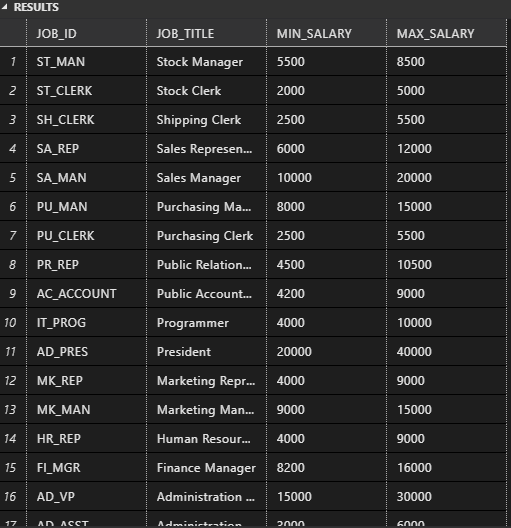 RESULTS
JOB_ID JOB_TITLE MIN_SALARY MAX_SALARY
1 ST_MAN Stock Manager 5500 8500
2 ST_CLERK Stock Clerk 2000 5000
3 SH_CLERK Shipping Clerk 2500 5500
4 SA_REP Sales Represen... 6000 12000
5 SA_MAN Sales Manager 10000 20000
6 PU_MAN Purchasing Ma... 8000 15000
7 PU_CLERK Purchasing Clerk 2500 5500
8 PR_REP Public Relation... 4500 10500
9 AC_ACCOUNT Public Account... 4200 9000
10 IT_PROG Programmer 4000 10000
11 AD_PRES President 20000 40000
12 MK_REP Marketing Repr... 4000 9000
13 MK_MAN Marketing Man... 9000 15000
14 HR_REP Human Resour... 4000 9000
15 FI_MGR Finance Manager 8200 16000
16 AD_VP Administration ... 15000 30000
17 AD_ASST Administration ... 3000 6000